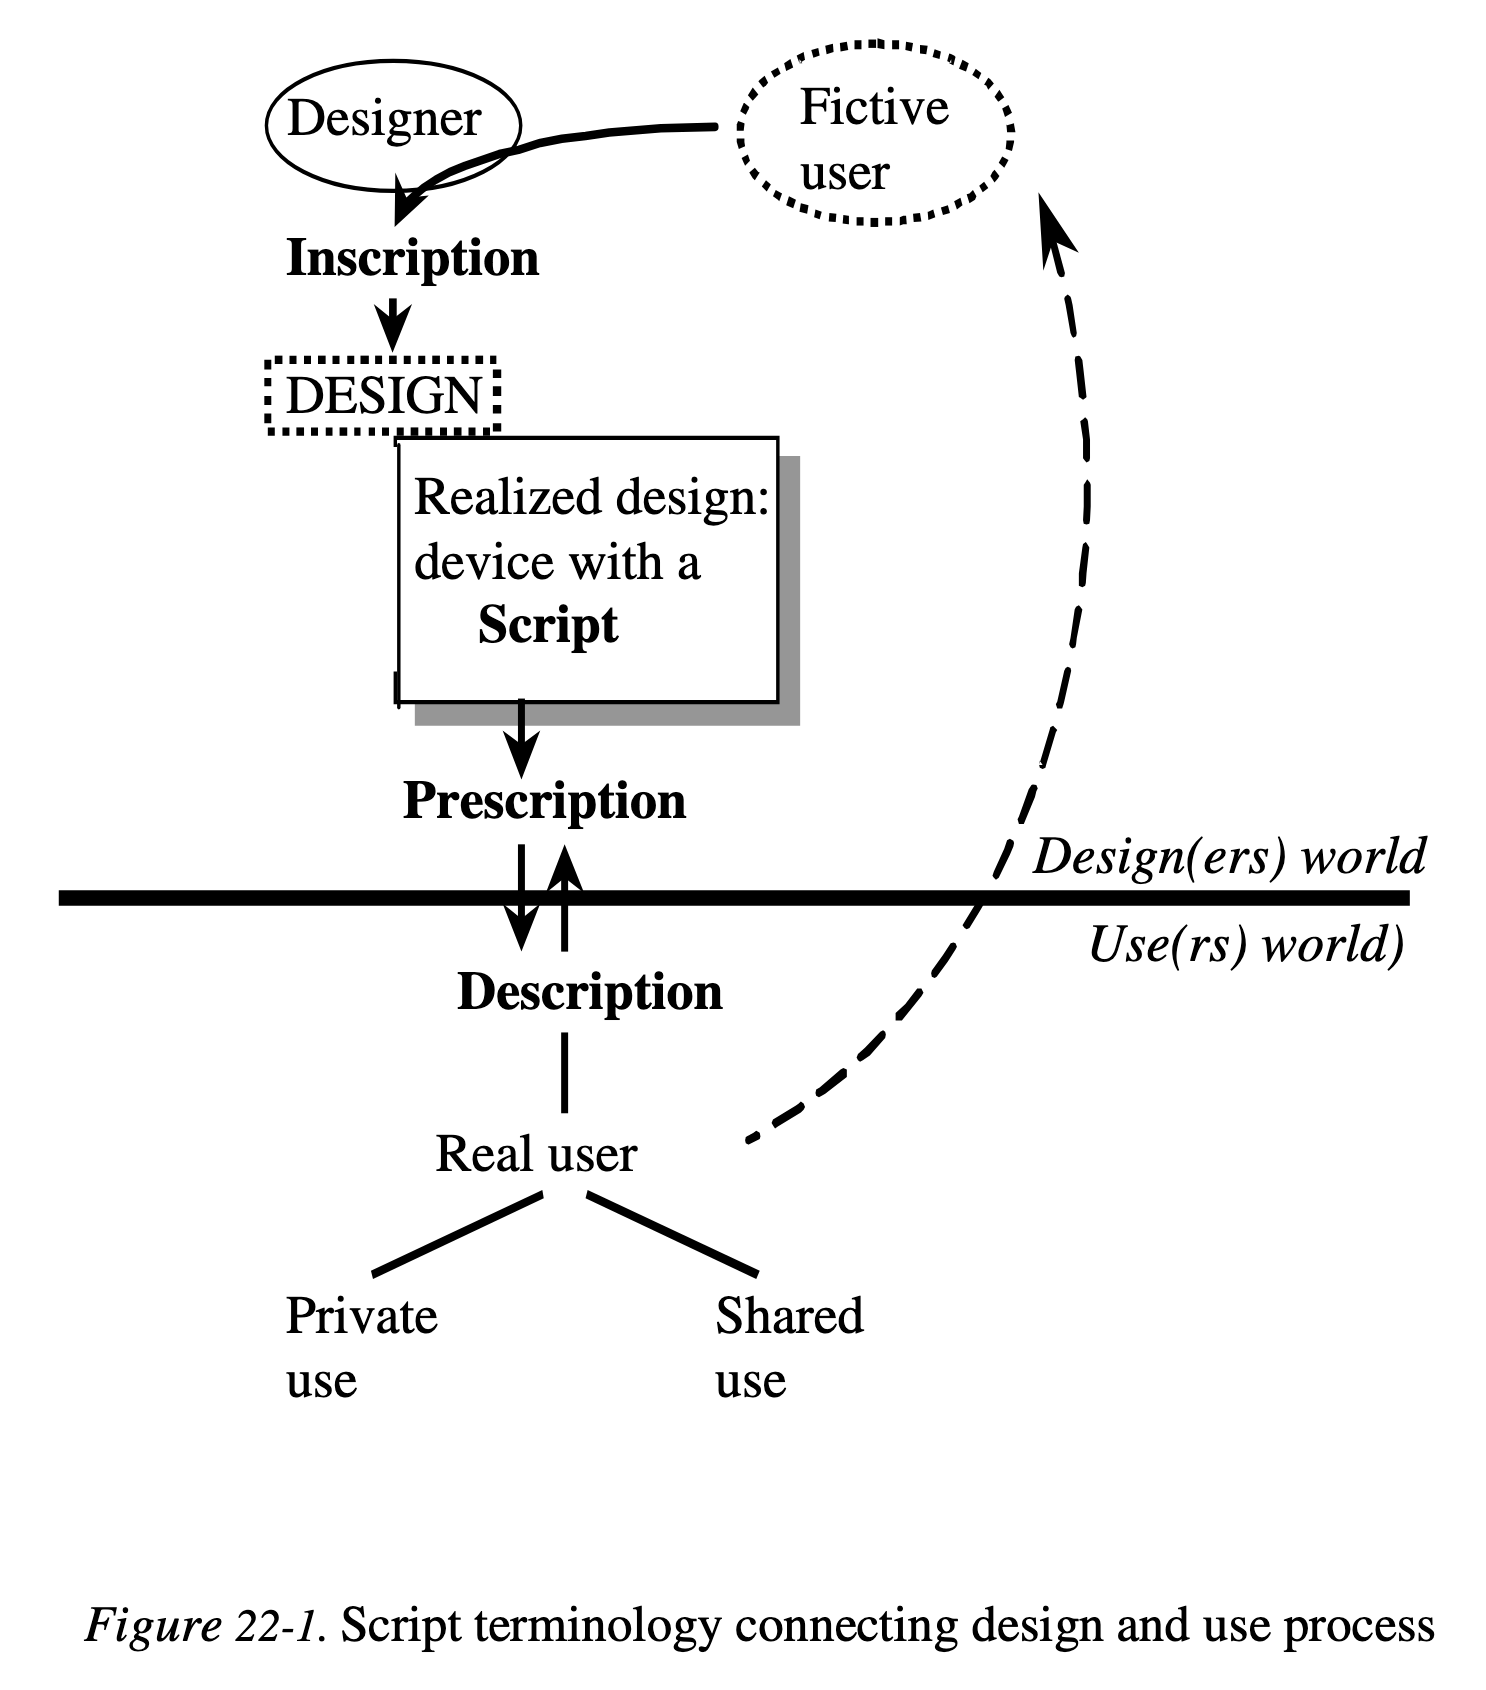 Designer
Fictive
user
Inscription
DESIGN
Realized design:
device with a
Script
Prescription
Design(ers) world
Use(rs) world)
Description
Real user
Private
use
Shared
use
Figure 22-1. Script terminology connecting design and use process